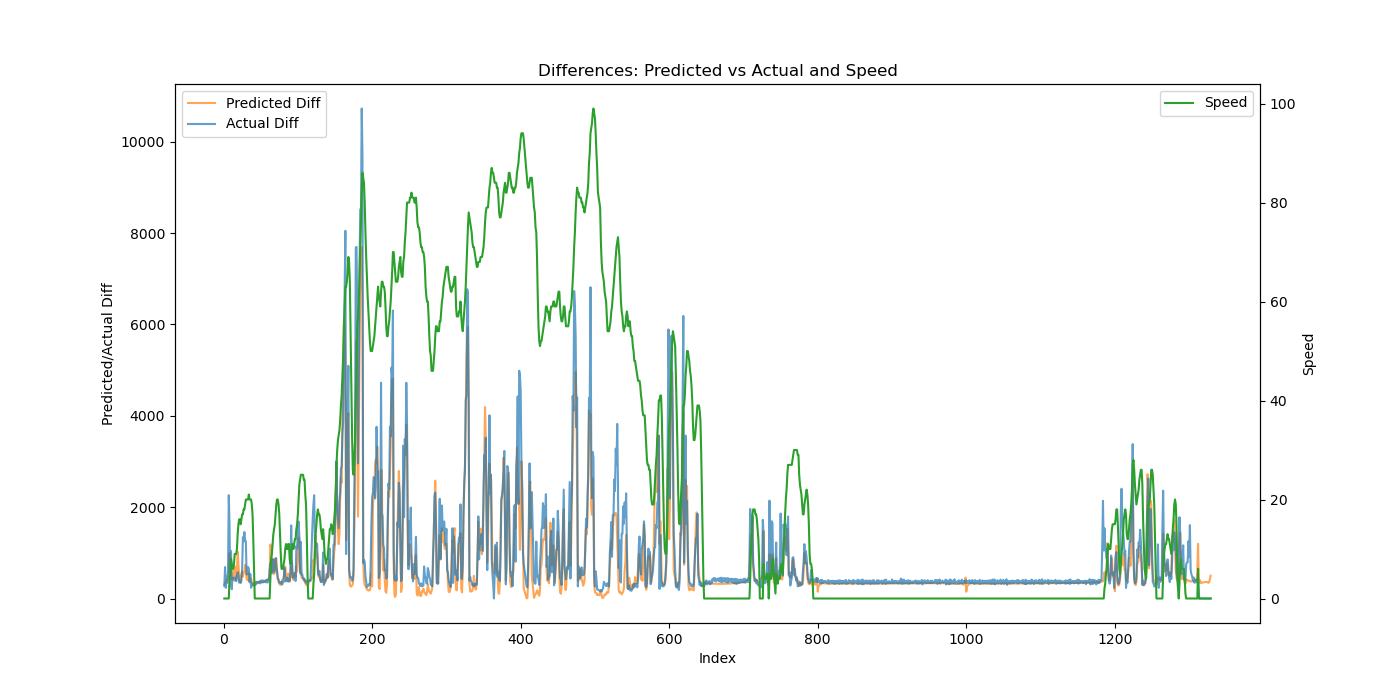 Differences: Predicted vs Actual and Speed
Predicted Diff
Actual Diff
Speed
10000
8000
6000
4000
2000
0
Predicted/Actual Diff
100
80
60
40
20
0
Speed
0 200 400 600 800 1000 1200
Index